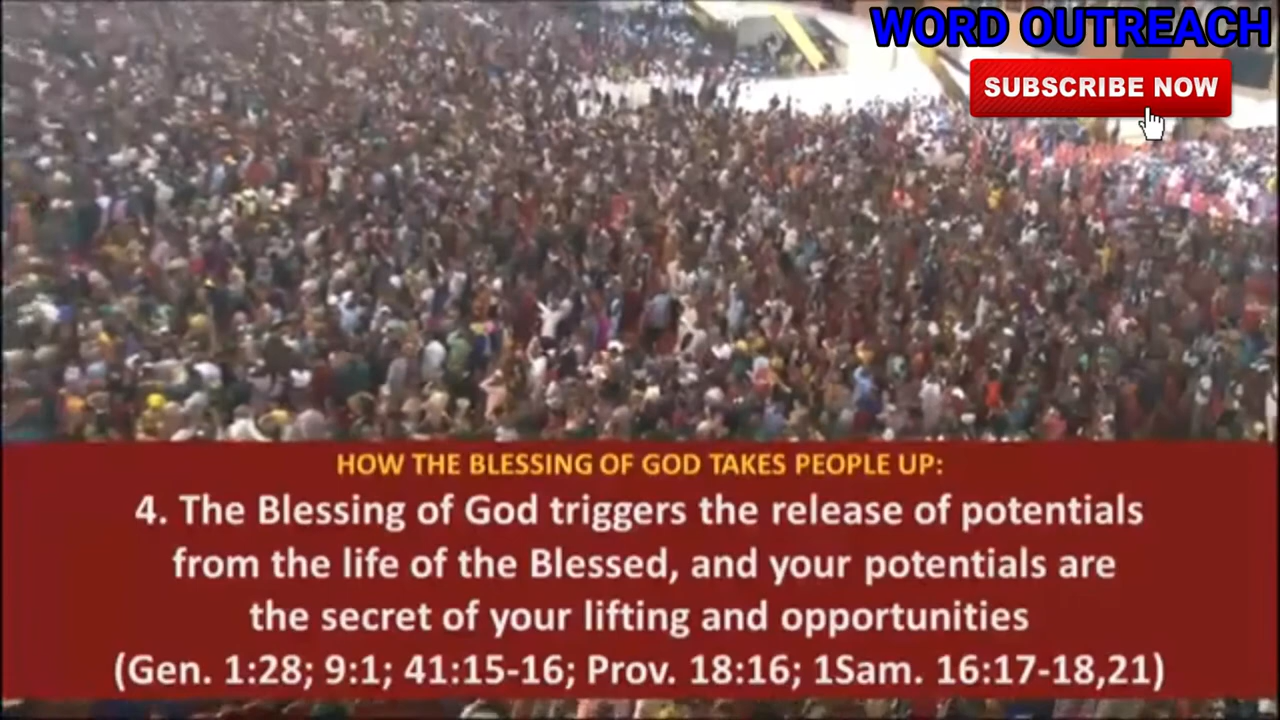 WORD OUTREACH
SUBSCRIBE NOW
HOW THE BLESSING OF GOD TAKES PEOPLE UP:
4. The Blessing of God triggers the release of potentials
from the life of the Blessed, and your potentials are
the secret of your lifting and opportunities
(Gen. 1:28; 9:1; 41:15-16; Prov. 18:16; 1Sam. 16:17-18,21)